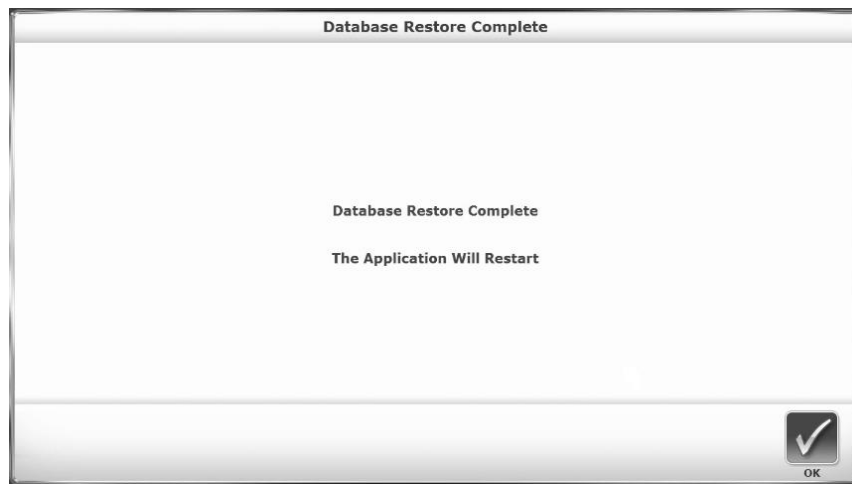 Database Restore Complete
Database Restore Complete
The Application Will Restart
OK